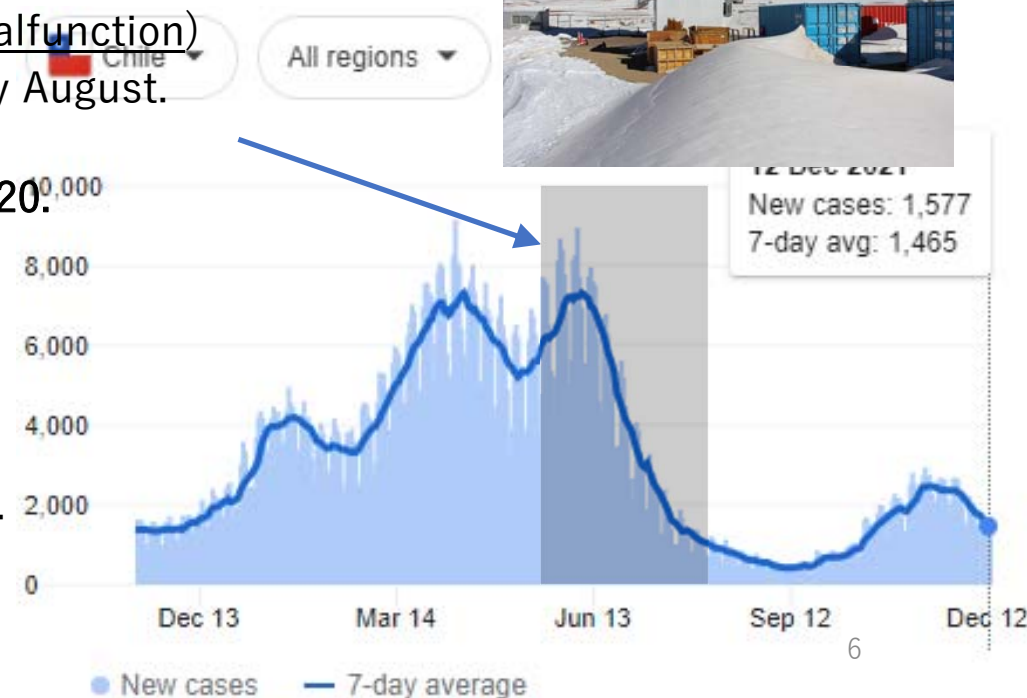 alfunction)
Chile
All regions
y August.
20.
10,000
12 Dec 2021
New cases: 1,577
7-day avg: 1,465
8,000
6,000
4,000
2,000
0
Dec 13
Mar 14
Jun 13
Sep 12
Dec 12
6
New cases
7-day average